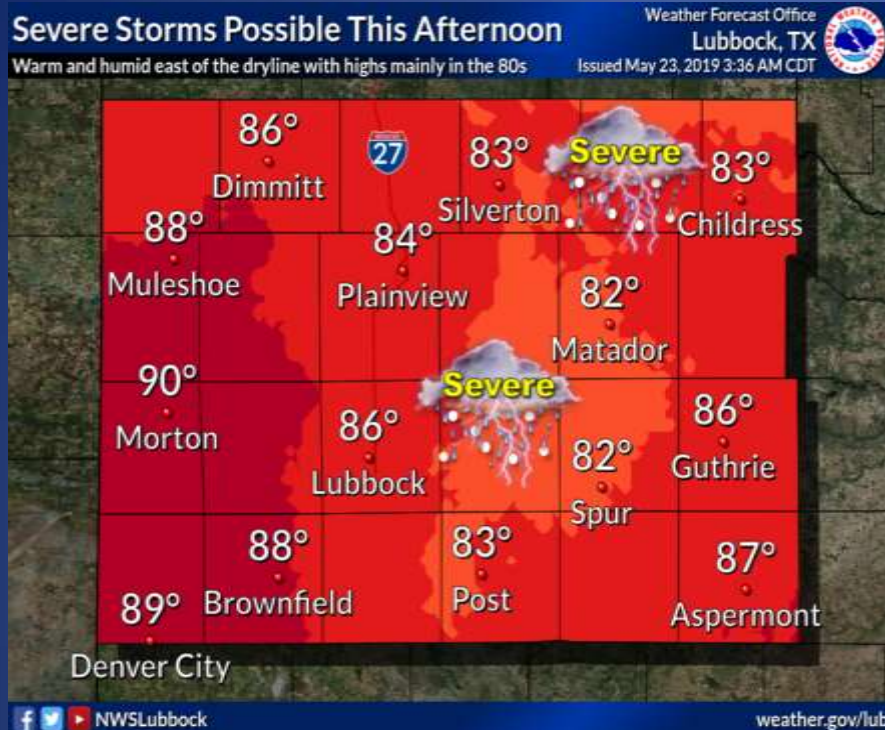 Severe Storms Possible This Afternoon
Warm and humid east of the dryline with highs mainly in the 80s
Weather Forecast Office
Lubbock, TX
Issued May 23, 2019 3:36 AM CDT
86°
Dimmitt
27
83°
Silverton
Severe
83°
Childress
88°
Muleshoe
84°
Plainview
82°
Matador
90°
Morton
86°
Lubbock
Severe
82°
Spur
86°
Guthrie
89°
Denver City
88°
Brownfield
83°
Post
87°
Aspermont
NWSLubbock
weather.gov/lub